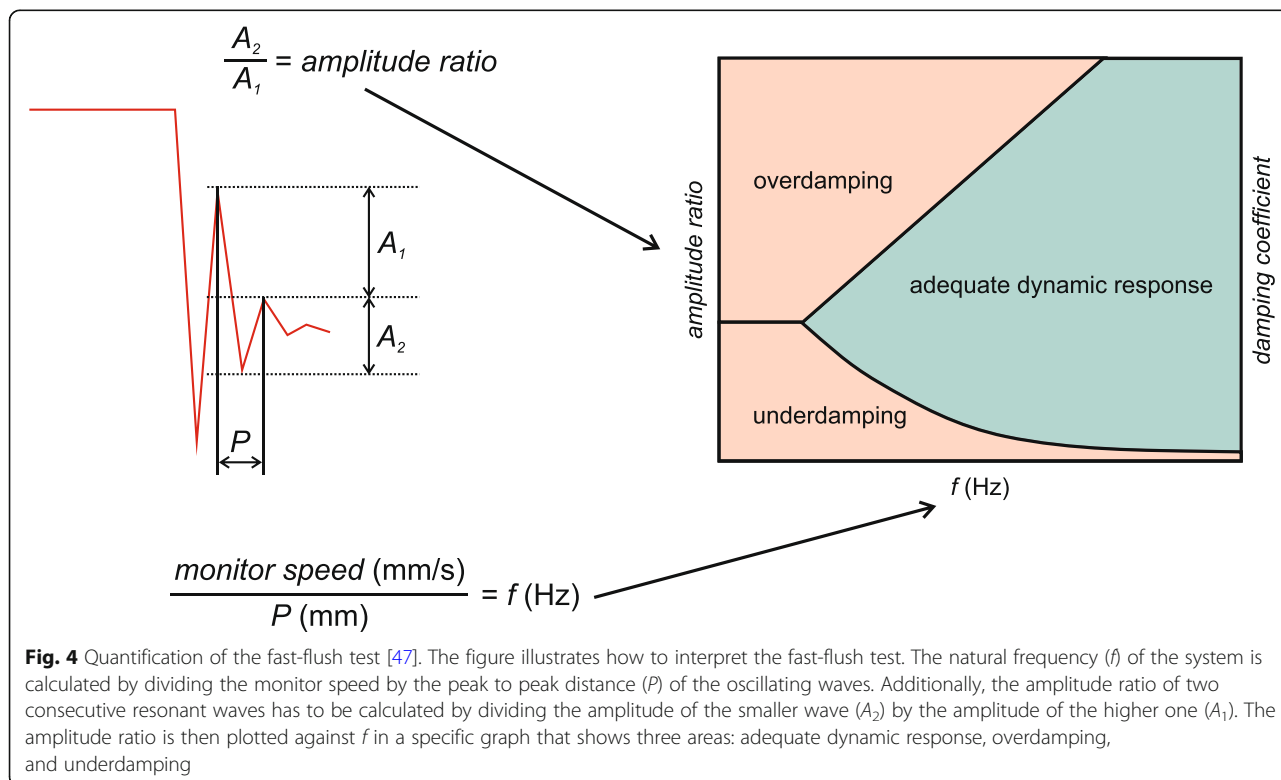 A2
A1
= amplitude ratio
A1
A2
P
monitor speed (mm/s)
P (mm)
= f (Hz)
amplitude ratio
overdamping
adequate dynamic response
underdamping
damping coefficient
f (Hz)
Fig. 4 Quantification of the fast-flush test [47]. The figure illustrates how to interpret the fast-flush test. The natural frequency (f) of the system is
calculated by dividing the monitor speed by the peak to peak distance (P) of the oscillating waves. Additionally, the amplitude ratio of two
consecutive resonant waves has to be calculated by dividing the amplitude of the smaller wave (A2) by the amplitude of the higher one (A1). The
amplitude ratio is then plotted against f in a specific graph that shows three areas: adequate dynamic response, overdamping,
and underdamping